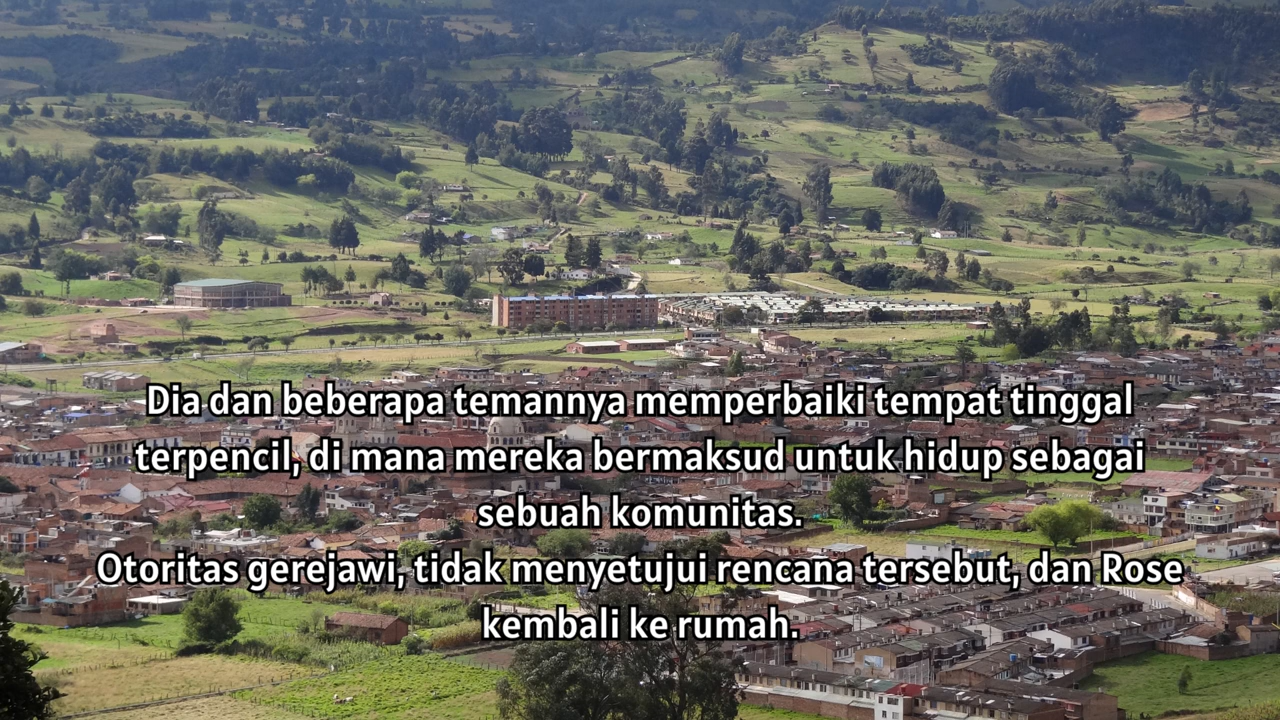 Dia dan beberapa temannya memperbaiki tempat tinggal
terpencil, di mana mereka bermaksud untuk hidup sebagai
sebuah komunitas.
Otoritas gerejawi, tidak menyetujui rencana tersebut, dan Rose
kembali ke rumah.